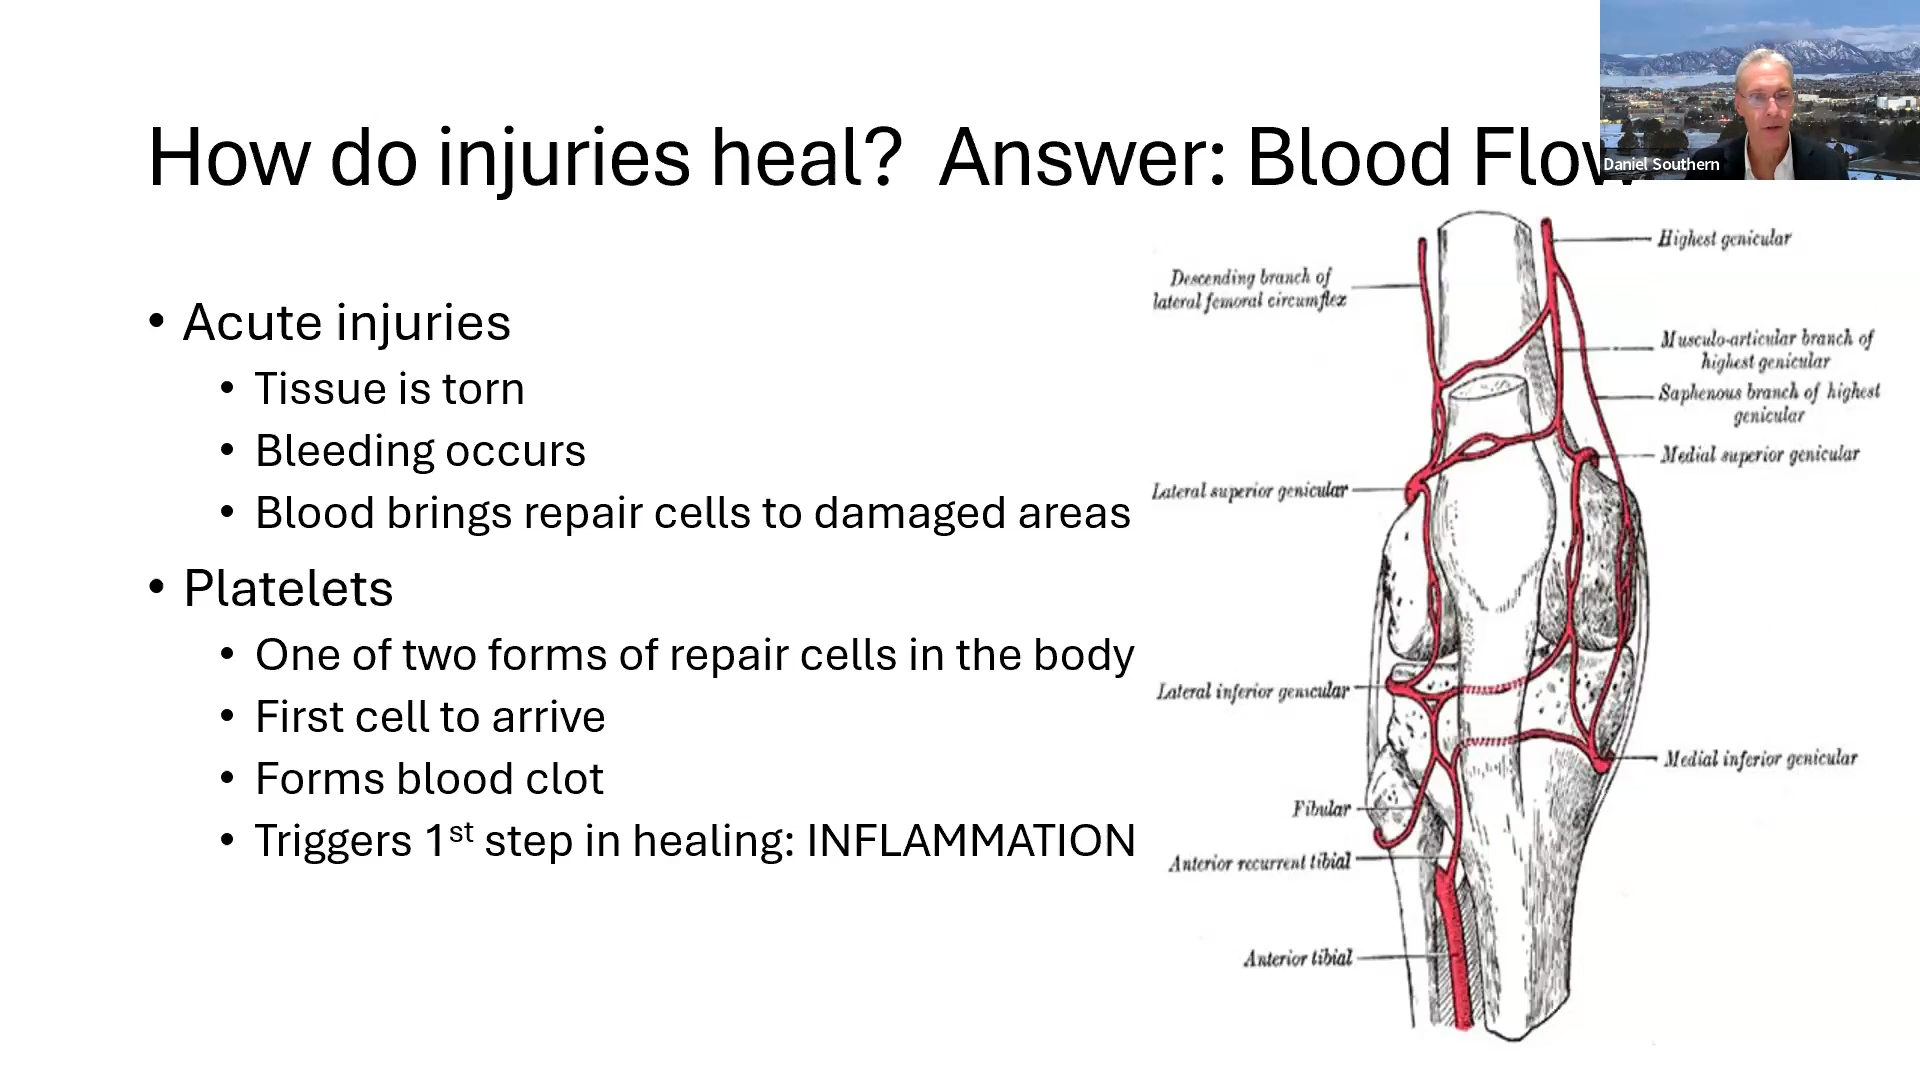 How do injuries heal?  Answer: Blood Flow
Daniel Southern
• Acute injuries
• Tissue is torn
• Bleeding occurs
• Blood brings repair cells to damaged areas
• Platelets
• One of two forms of repair cells in the body
• First cell to arrive
• Forms blood clot
• Triggers 1st step in healing: INFLAMMATION
Highest genicular
Descending branch of
lateral femoral circumflex
Musculo-articular branch of
highest genicular
Saphenous branch of highest
genicular
Medial superior genicular
Lateral superior genicular
Lateral inferior genicular
Medial inferior genicular
Fibular
Anterior recurrent tibial
Anterior tibial